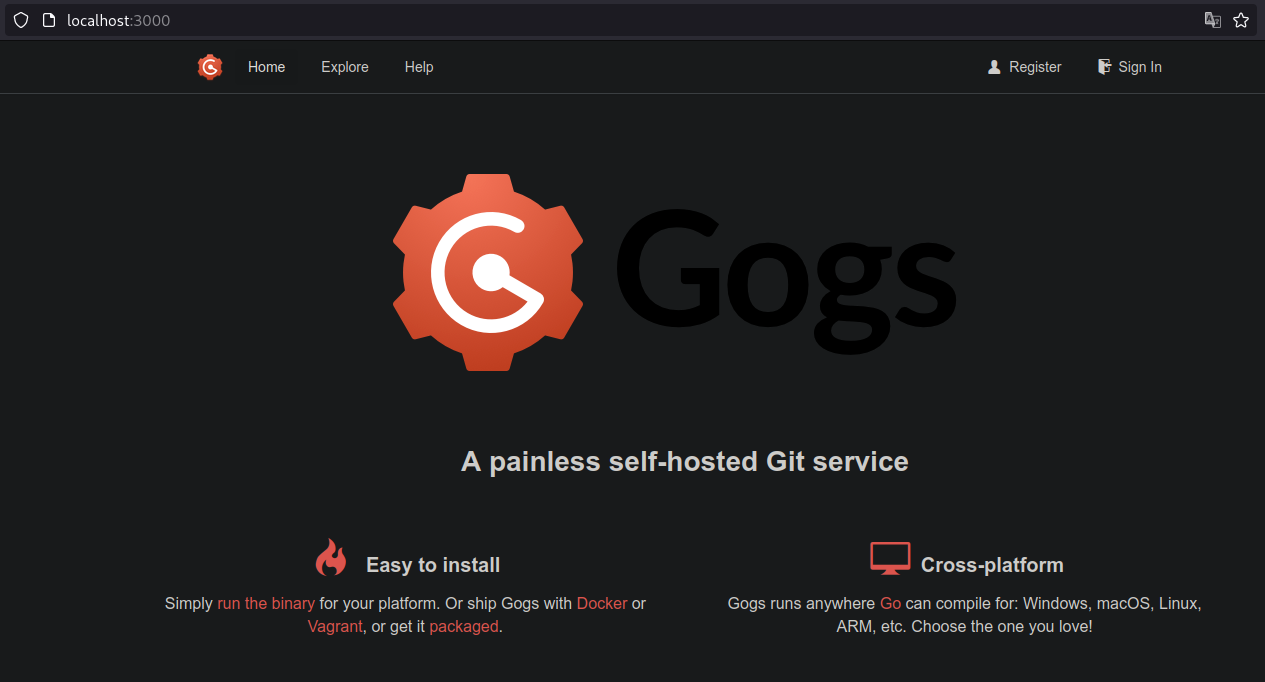 localhost:3000
Home Explore Help Register Sign In
Gogs
A painless self-hosted Git service
Easy to install
Simply run the binary for your platform. Or ship Gogs with Docker or
Vagrant, or get it packaged.
Cross-platform
Gogs runs anywhere Go can compile for: Windows, macOS, Linux,
ARM, etc. Choose the one you love!